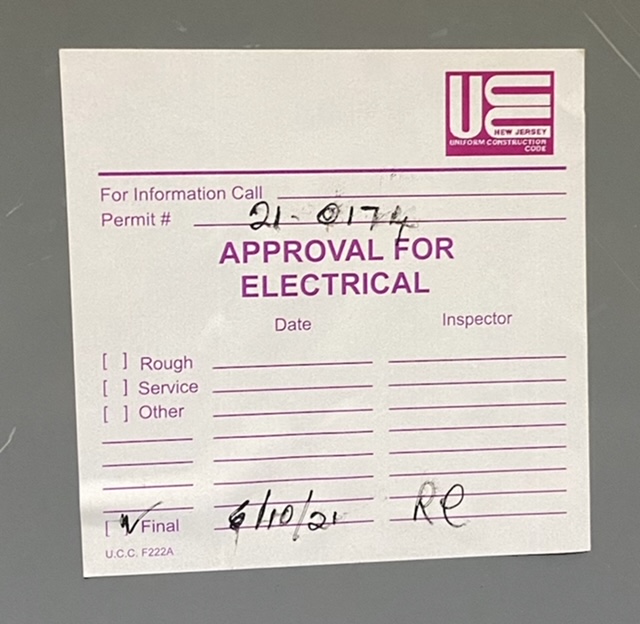 UCC
NEW JERSEY
UNIFORM CONSTRUCTION
CODE
For Information Call
Permit # 21-0174
APPROVAL FOR
ELECTRICAL
Date Inspector
[ ] Rough
[ ] Service
[ ] Other
[✓] Final 6/10/21 RC
U.C.C. F222A